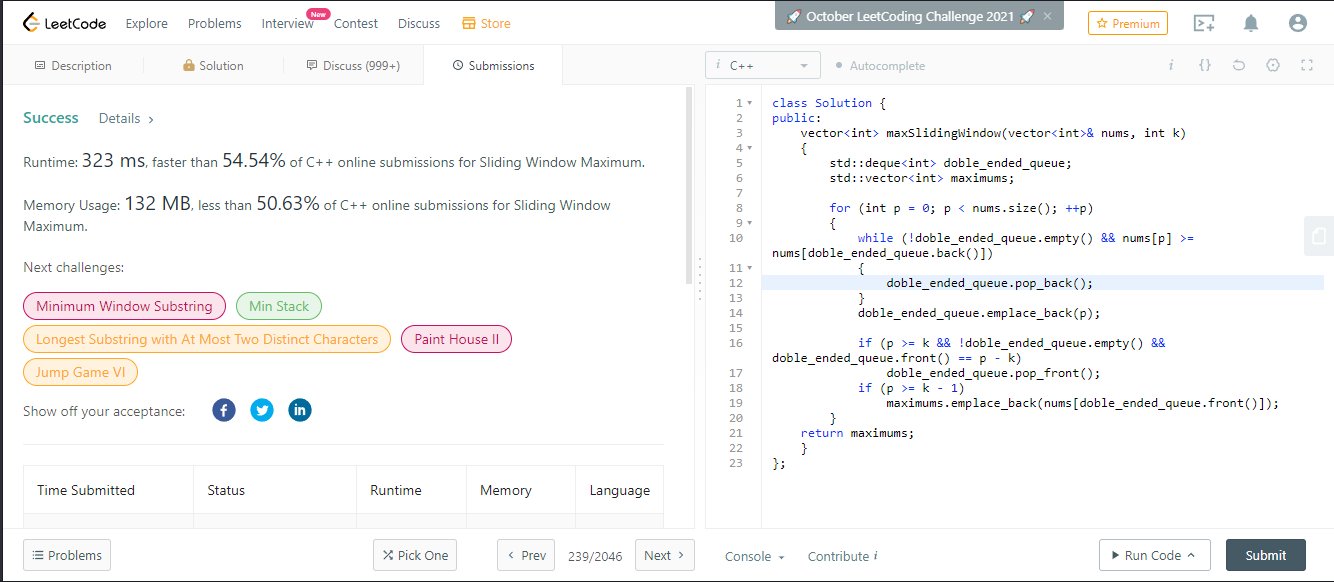 LeetCode Explore Problems Interview New Contest Discuss Store 🚀 October LeetCoding Challenge 2021 🚀 × Premium
Description Solution Discuss (999+) Submissions
Success Details >
Runtime: 323 ms, faster than 54.54% of C++ online submissions for Sliding Window Maximum.
Memory Usage: 132 MB, less than 50.63% of C++ online submissions for Sliding Window
Maximum.
Next challenges:
Minimum Window Substring Min Stack
Longest Substring with At Most Two Distinct Characters Paint House II
Jump Game VI
Show off your acceptance: f in
Time Submitted Status Runtime Memory Language
Problems Pick One < Prev 239/2046 Next >
i C++ Autocomplete i {}
1 class Solution {
2 public:
3 vector<int> maxSlidingWindow(vector<int>& nums, int k)
4 {
5 std::deque<int> doble_ended_queue;
6 std::vector<int> maximums;
7
8 for (int p = 0; p < nums.size(); ++p)
9 {
10 while (!doble_ended_queue.empty() && nums[p] >=
nums[doble_ended_queue.back()])
11 {
12 doble_ended_queue.pop_back();
13 }
14 doble_ended_queue.emplace_back(p);
15
16 if (p >= k && !doble_ended_queue.empty() &&
doble_ended_queue.front() == p - k)
17 doble_ended_queue.pop_front();
18 if (p >= k - 1)
19 maximums.emplace_back(nums[doble_ended_queue.front()]);
20 }
21 return maximums;
22 }
23 };
Console Contribute i Run Code Submit